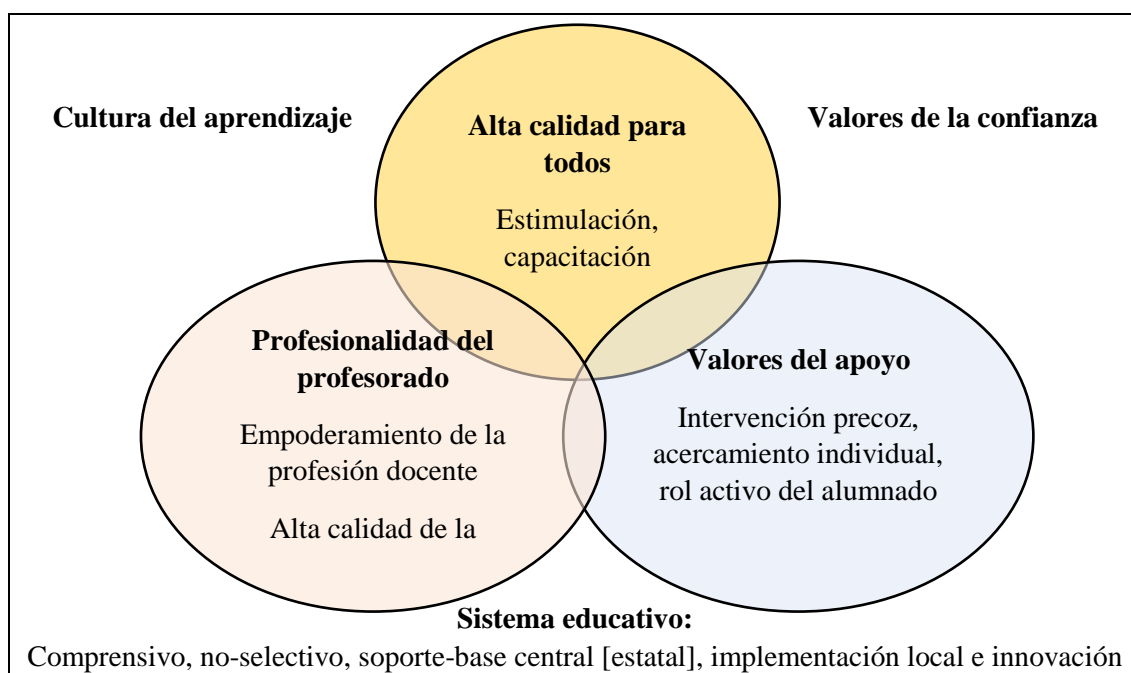 Cultura del aprendizaje
Valores de la confianza
Alta calidad para
todos
Estimulación,
capacitación
Profesionalidad del
profesorado
Empoderamiento de la
profesión docente
Alta calidad de la
Valores del apoyo
Intervención precoz,
acercamiento individual,
rol activo del alumnado
Sistema educativo:
Comprensivo, no-selectivo, soporte-base central [estatal], implementación local e innovación